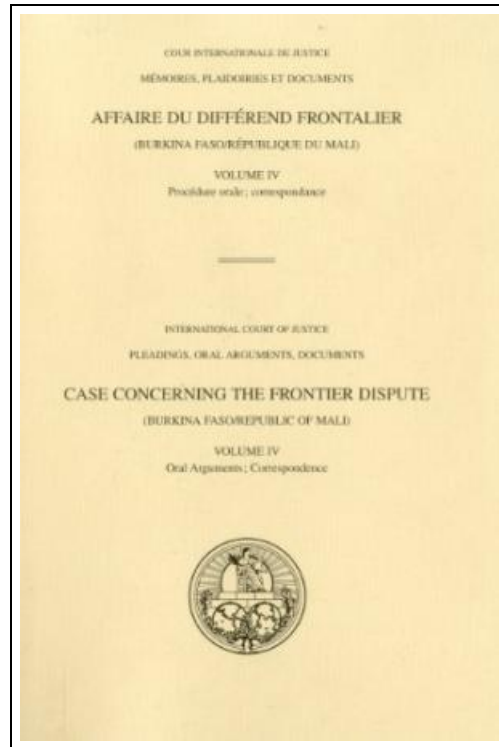 COUR INTERNATIONALE DE JUSTICE
MÉMOIRES, PLAIDOIRIES ET DOCUMENTS
AFFAIRE DU DIFFÉREND FRONTALIER
(BURKINA FASO/RÉPUBLIQUE DU MALI)
VOLUME IV
Procédure orale ; correspondance
INTERNATIONAL COURT OF JUSTICE
PLEADINGS, ORAL ARGUMENTS, DOCUMENTS
CASE CONCERNING THE FRONTIER DISPUTE
(BURKINA FASO/REPUBLIC OF MALI)
VOLUME IV
Oral Arguments ; Correspondence